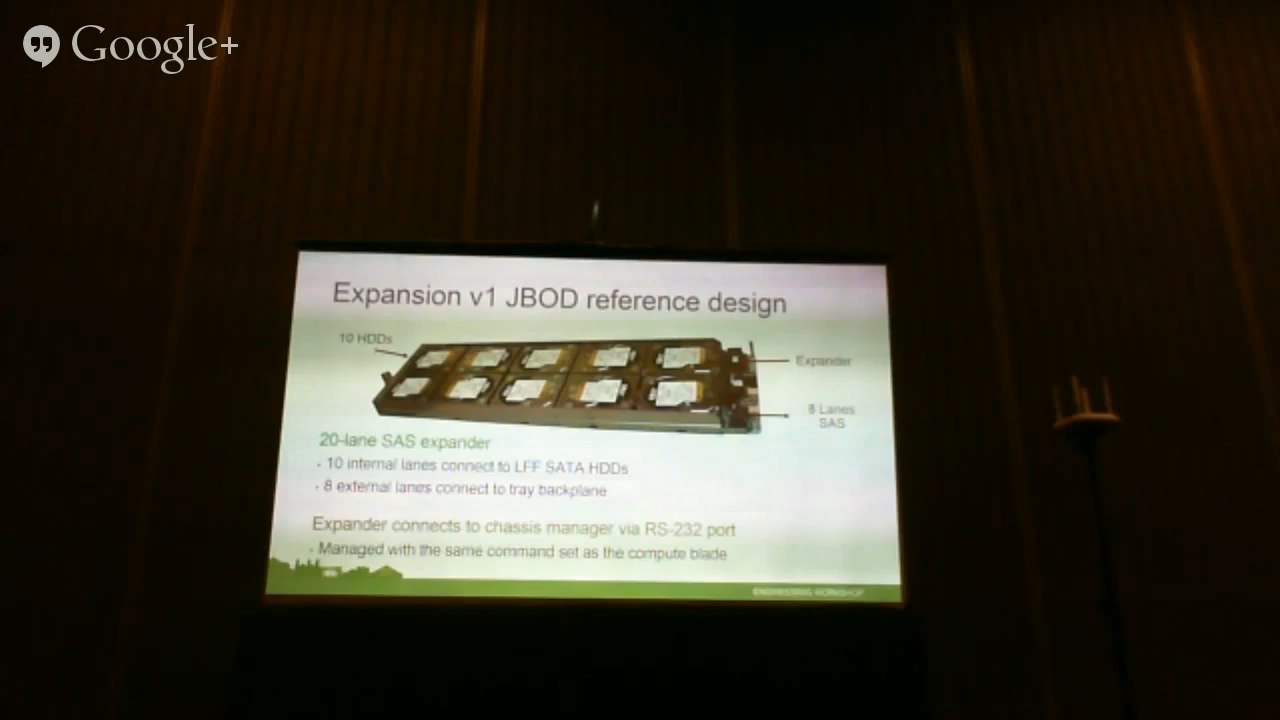 Google+
Expansion v1 JBOD reference design
10 HDDs
Expander
8 Lanes
SAS
20-lane SAS expander
- 10 internal lanes connect to LFF SATA HDDs
- 8 external lanes connect to tray backplane
Expander connects to chassis manager via RS-232 port
- Managed with the same command set as the compute blade
ENGINEERING WORKSHOP